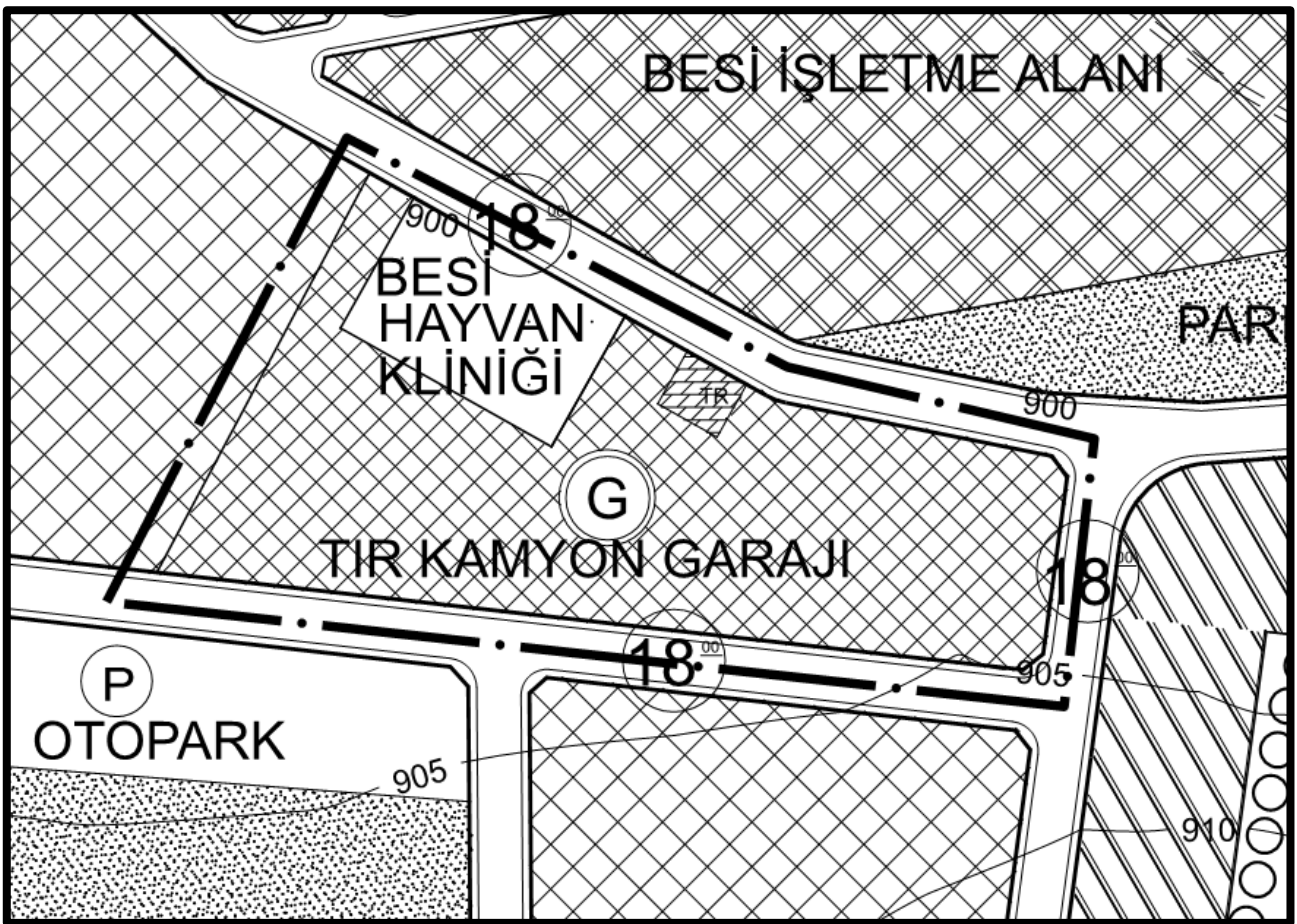 BESİ İŞLETME ALANI
900
18 00
BESİ
HAYVAN
KLİNİĞİ
PAR
TR
900
G
TIR KAMYON GARAJI
18 00
18 00
905
P
OTOPARK
905
910